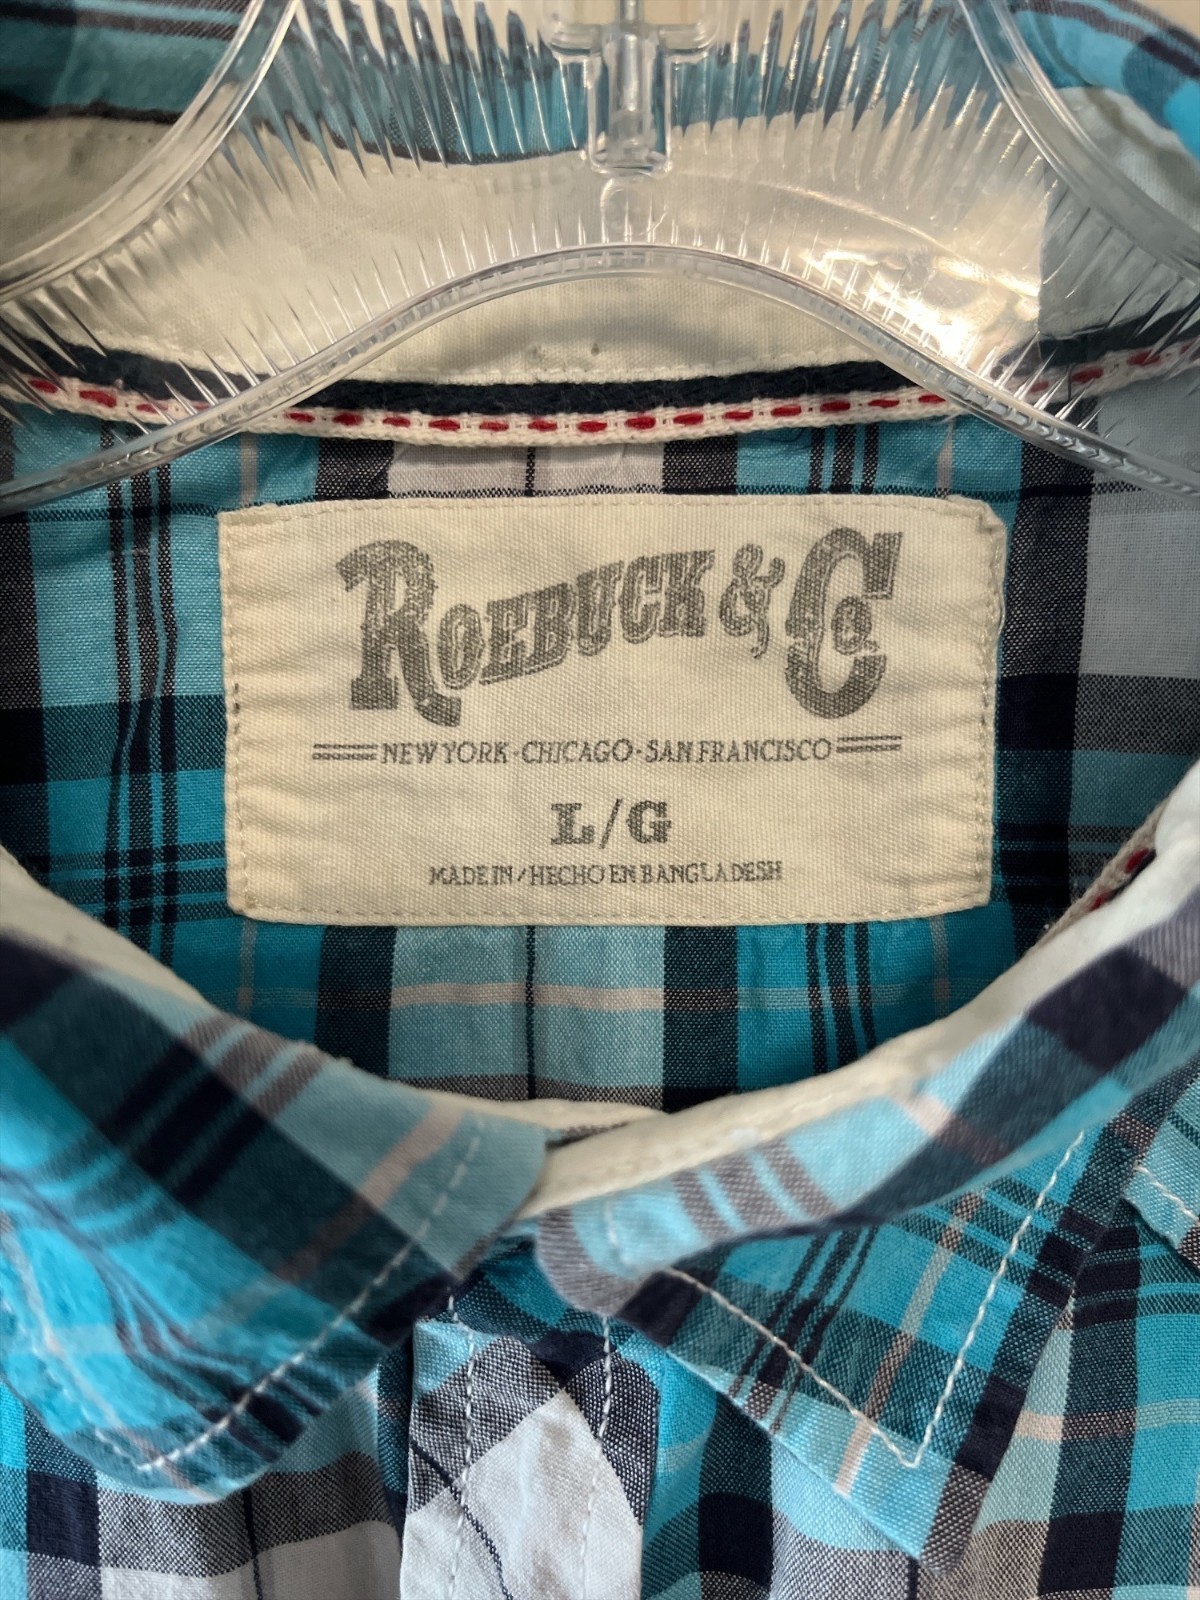 ROEBUCK & Co.
NEW YORK · CHICAGO · SAN FRANCISCO
L/G
MADE IN / HECHO EN BANGLADESH